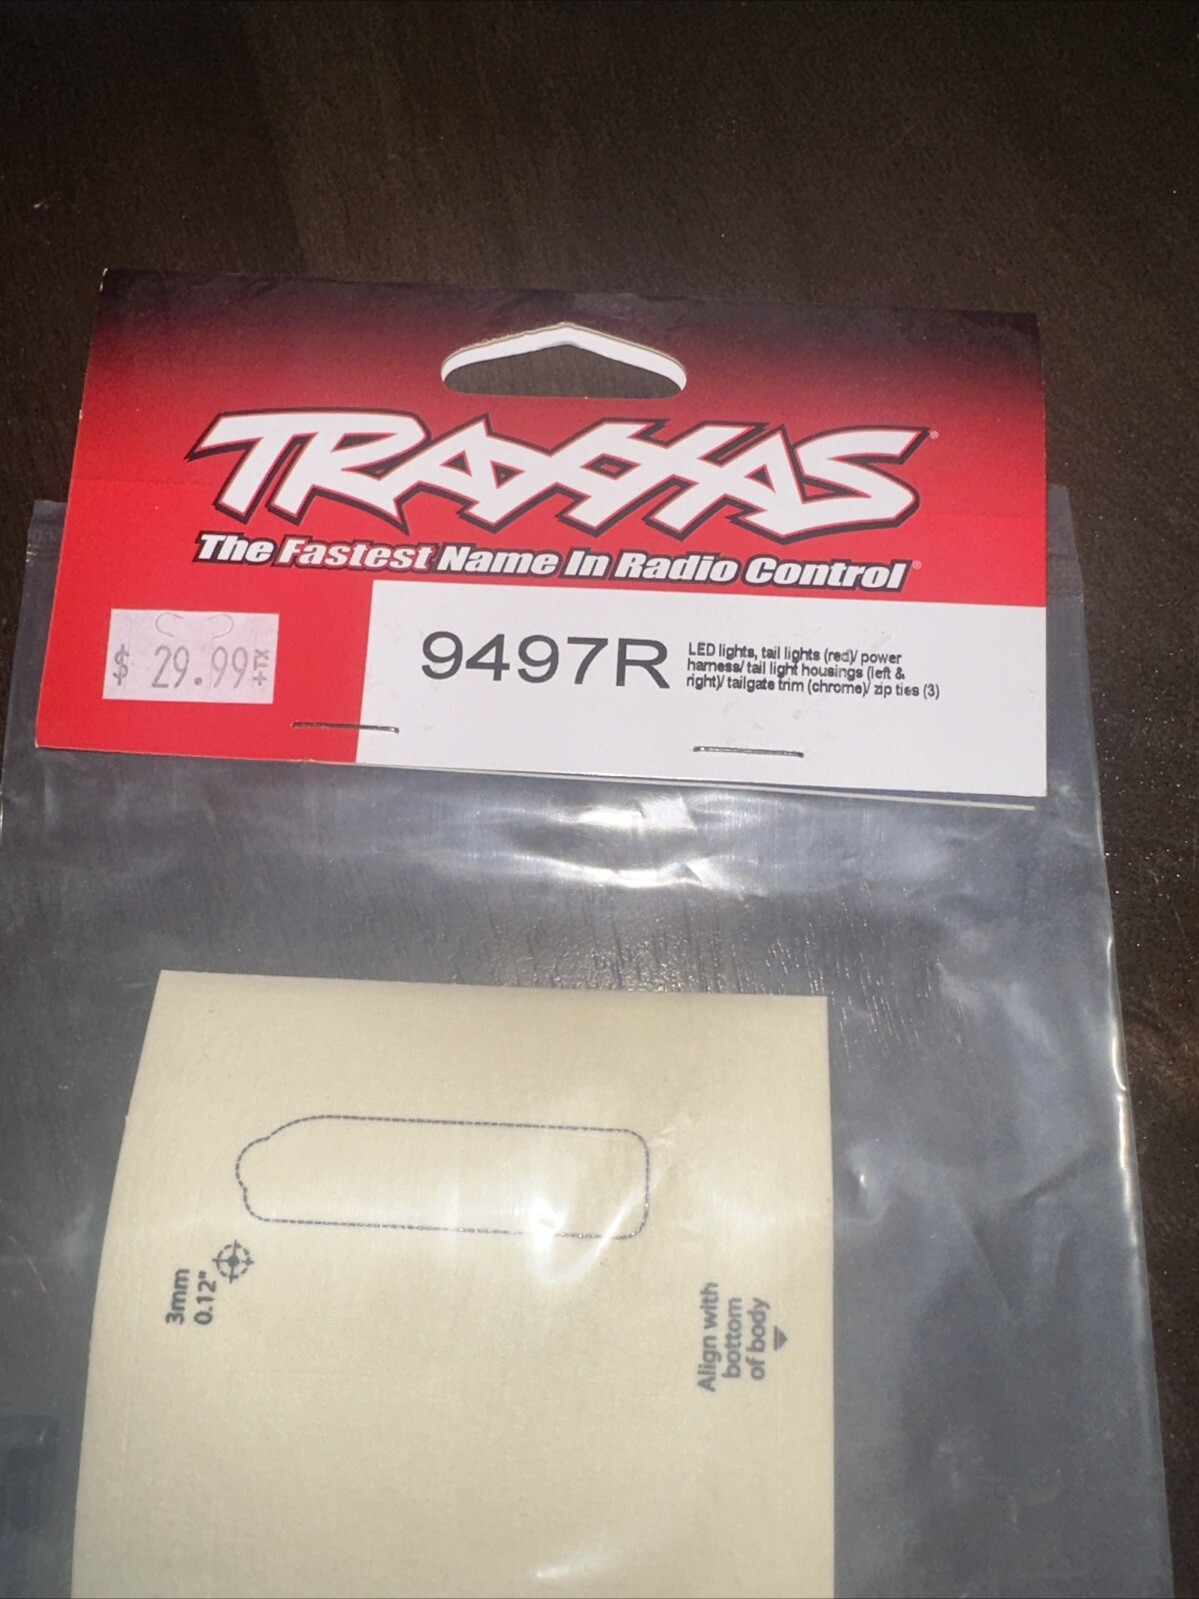 TRAXXAS
The Fastest Name In Radio Control
$ 29.99+TX
9497R
LED lights, tail lights (red)/ power
harness/ tail light housings (left &
right)/ tailgate trim (chrome)/ zip ties (3)
3mm
0.12"
Align with
bottom
of body